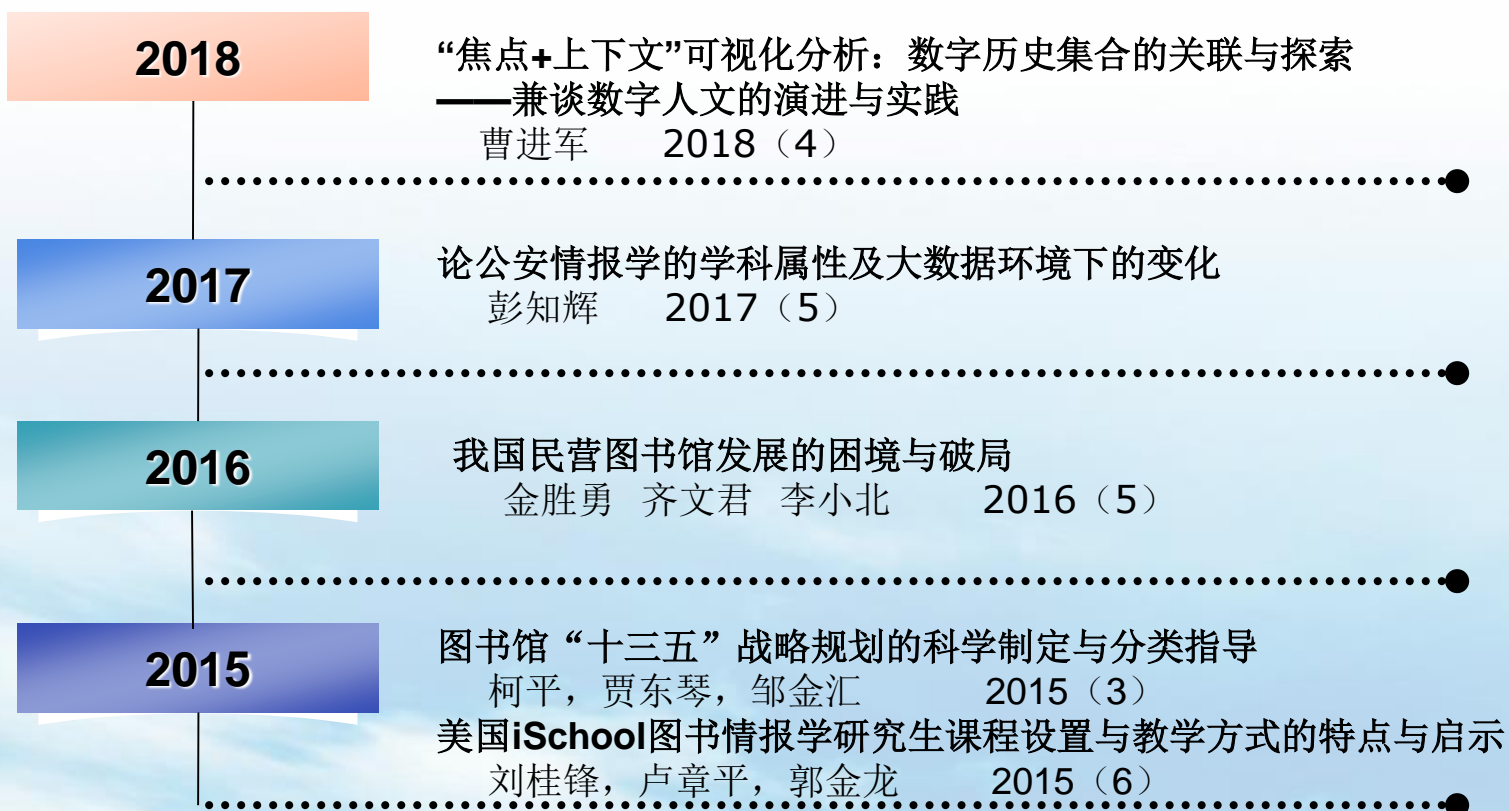 2018
“焦点+上下文”可视化分析：数字历史集合的关联与探索
——兼谈数字人文的演进与实践
曹进军 2018（4）
2017
论公安情报学的学科属性及大数据环境下的变化
彭知辉 2017（5）
2016
我国民营图书馆发展的困境与破局
金胜勇 齐文君 李小北 2016（5）
2015
图书馆“十三五”战略规划的科学制定与分类指导
柯平，贾东琴，邹金汇 2015（3）
美国iSchool图书情报学研究生课程设置与教学方式的特点与启示
刘桂锋，卢章平，郭金龙 2015（6）